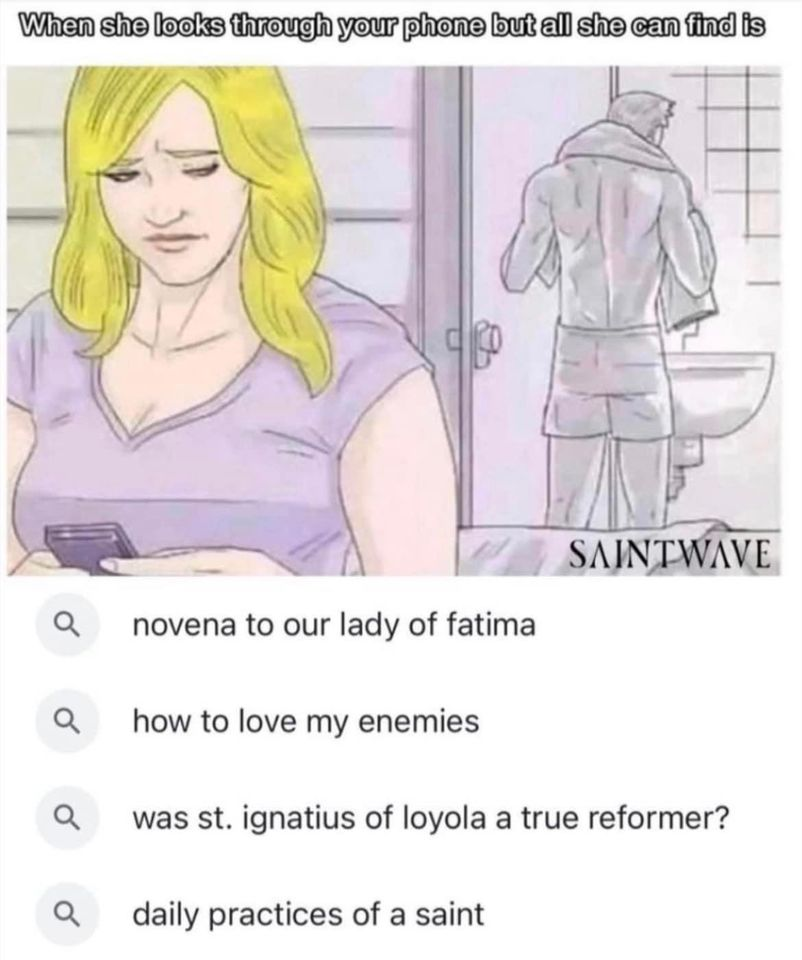 When she looks through your phone but all she can find is
SAINTWAVE
novena to our lady of fatima
how to love my enemies
was st. ignatius of loyola a true reformer?
daily practices of a saint